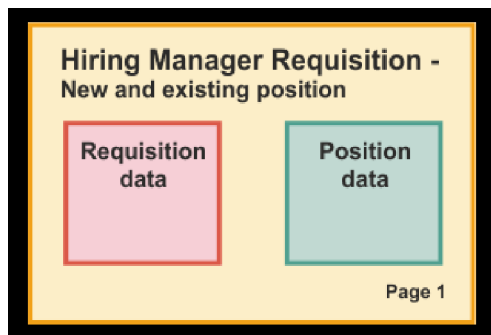 Hiring Manager Requisition -
New and existing position
Requisition
data
Position
data
Page 1